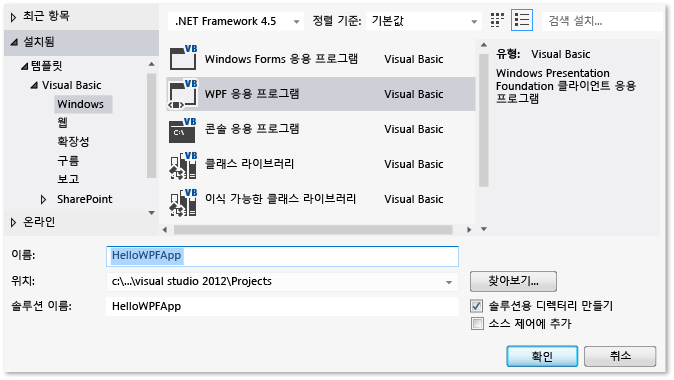 최근 항목
.NET Framework 4.5
정렬 기준:
기본값
검색 설치...
설치됨
템플릿
Visual Basic
Windows
웹
확장성
구름
보고
SharePoint
온라인
VB
Windows Forms 응용 프로그램
Visual Basic
VB
WPF 응용 프로그램
Visual Basic
VB
C:\
콘솔 응용 프로그램
Visual Basic
VB
클래스 라이브러리
Visual Basic
VB
이식 가능한 클래스 라이브러리
Visual Basic
유형: Visual Basic
Windows Presentation
Foundation 클라이언트 응용
프로그램
이름:
HelloWPFApp
위치:
c:\...\visual studio 2012\Projects
찾아보기...
솔루션 이름:
HelloWPFApp
솔루션용 디렉터리 만들기
소스 제어에 추가
확인
취소